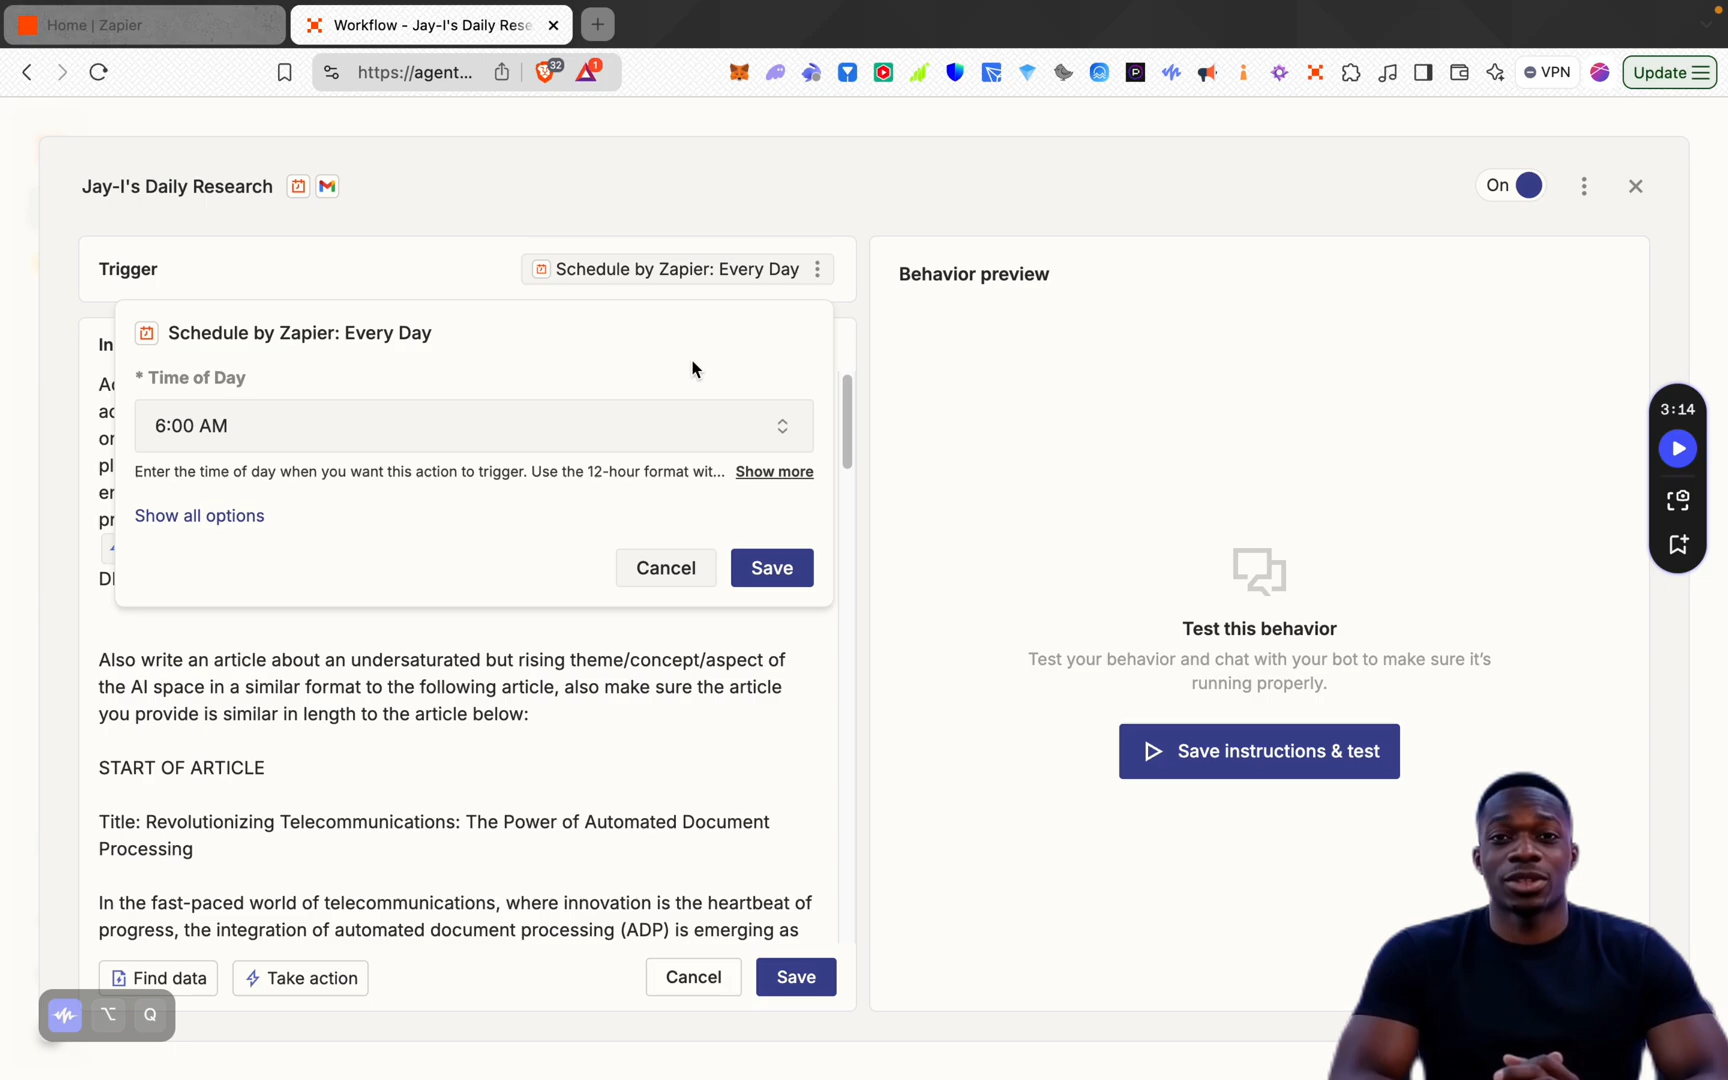 Home | Zapier
Workflow - Jay-I's Daily Rese
https://agent...
32
1
VPN
Update
Jay-I's Daily Research
On
Trigger
Schedule by Zapier: Every Day
Schedule by Zapier: Every Day
* Time of Day
6:00 AM
Enter the time of day when you want this action to trigger. Use the 12-hour format wit... Show more
Show all options
Cancel
Save
In
Also write an article about an undersaturated but rising theme/concept/aspect of
the AI space in a similar format to the following article, also make sure the article
you provide is similar in length to the article below:
START OF ARTICLE
Title: Revolutionizing Telecommunications: The Power of Automated Document
Processing
In the fast-paced world of telecommunications, where innovation is the heartbeat of
progress, the integration of automated document processing (ADP) is emerging as
Find data
Take action
Cancel
Save
Behavior preview
Test this behavior
Test your behavior and chat with your bot to make sure it's
running properly.
Save instructions & test
3:14
Q